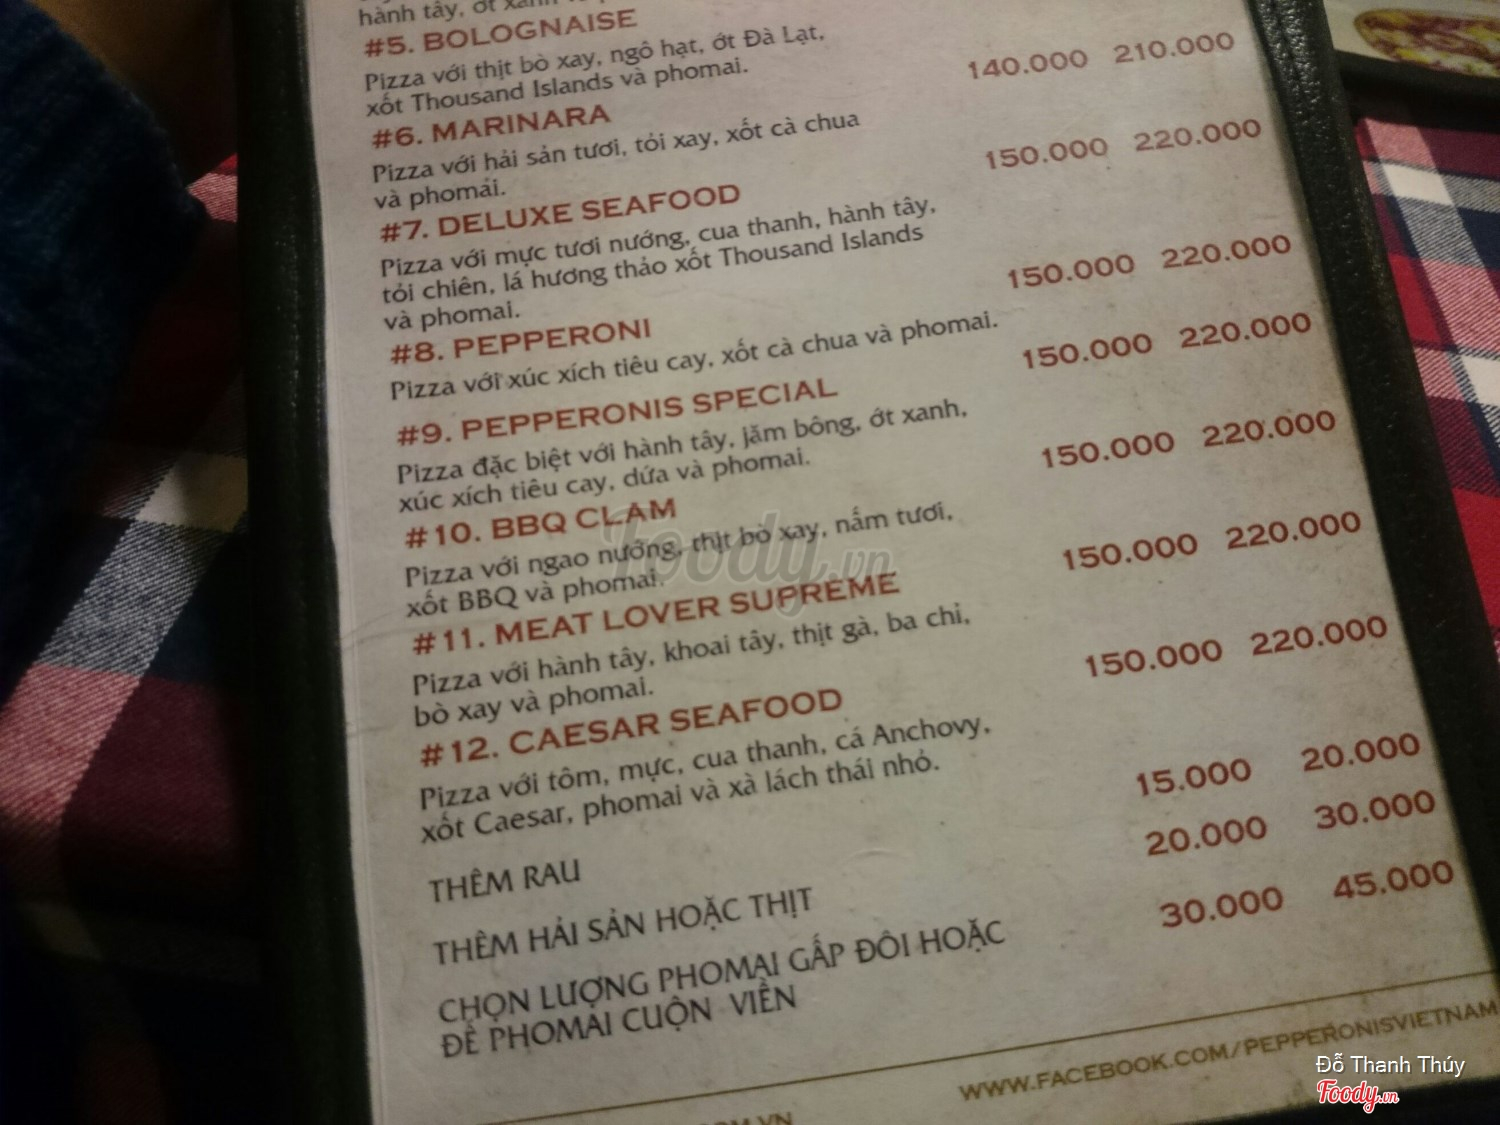 hành tây, ớt xanh
#5. BOLOGNAISE
Pizza với thịt bò xay, ngô hạt, ớt Đà Lạt,
xốt Thousand Islands và phomai.
#6. MARINARA 140.000 210.000
Pizza với hải sản tươi, tỏi xay, xốt cà chua
và phomai.
#7. DELUXE SEAFOOD 150.000 220.000
Pizza với mực tươi nướng, cua thanh, hành tây,
tỏi chiên, lá hương thảo xốt Thousand Islands
và phomai.
#8. PEPPERONI 150.000 220.000
Pizza với xúc xích tiêu cay, xốt cà chua và phomai.
#9. PEPPERONIS SPECIAL 150.000 220.000
Pizza đặc biệt với hành tây, jăm bông, ớt xanh,
xúc xích tiêu cay, dứa và phomai.
#10. BBQ CLAM 150.000 220.000
Pizza với ngao nướng, thịt bò xay, nấm tươi,
xốt BBQ và phomai.
#11. MEAT LOVER SUPREME 150.000 220.000
Pizza với hành tây, khoai tây, thịt gà, ba chỉ,
bò xay và phomai.
#12. CAESAR SEAFOOD 150.000 220.000
Pizza với tôm, mực, cua thanh, cá Anchovy,
xốt Caesar, phomai và xà lách thái nhỏ.
THÊM RAU 15.000 20.000
THÊM HẢI SẢN HOẶC THỊT 20.000 30.000
CHỌN LƯỢNG PHOMAI GẤP ĐÔI HOẶC 30.000 45.000
ĐẾ PHOMAI CUỘN VIỀN
WWW.FACEBOOK.COM/PEPPERONISVIETNAM
Foody.vn
Đỗ Thanh Thúy
Foody.vn